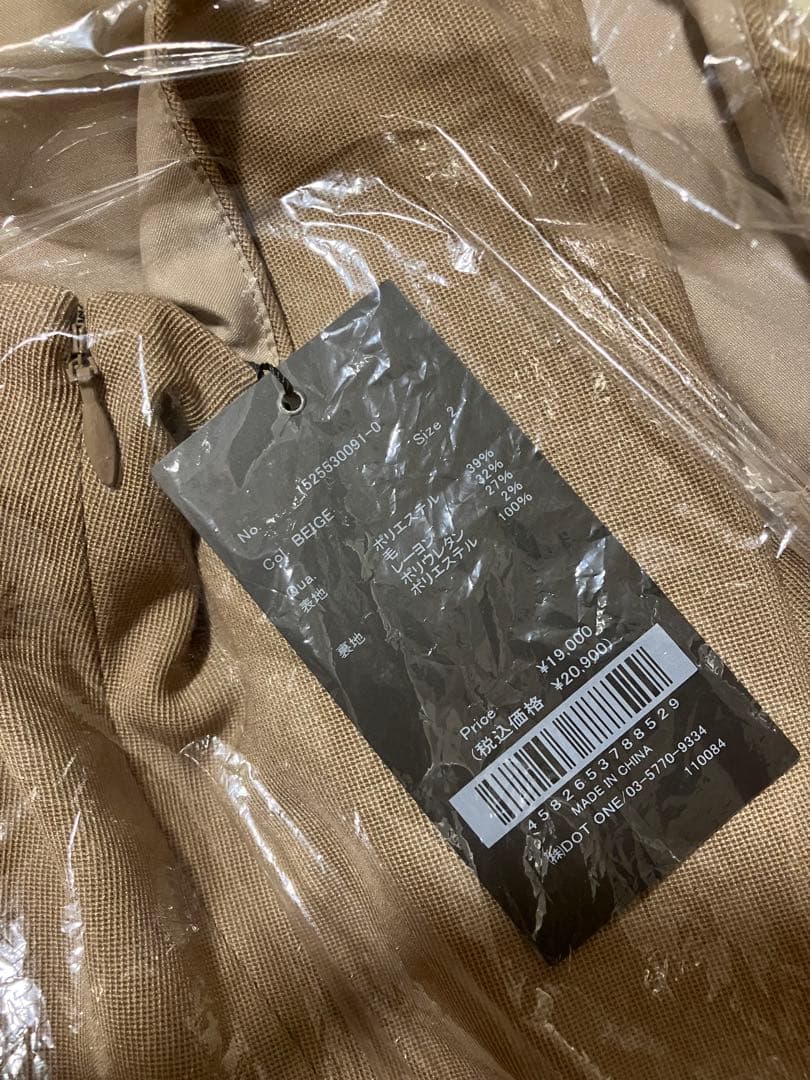 No. 1525530091-0
Col. BEIGE Size 2
Qua.
表地 ポリエステル 39%
毛 32%
レーヨン 27%
ポリウレタン 2%
裏地 ポリエステル 100%
Price ¥19,000
(税込価格 ¥20,900)
4582653788529
MADE IN CHINA
㈱DOT ONE/03-5770-9334
110084